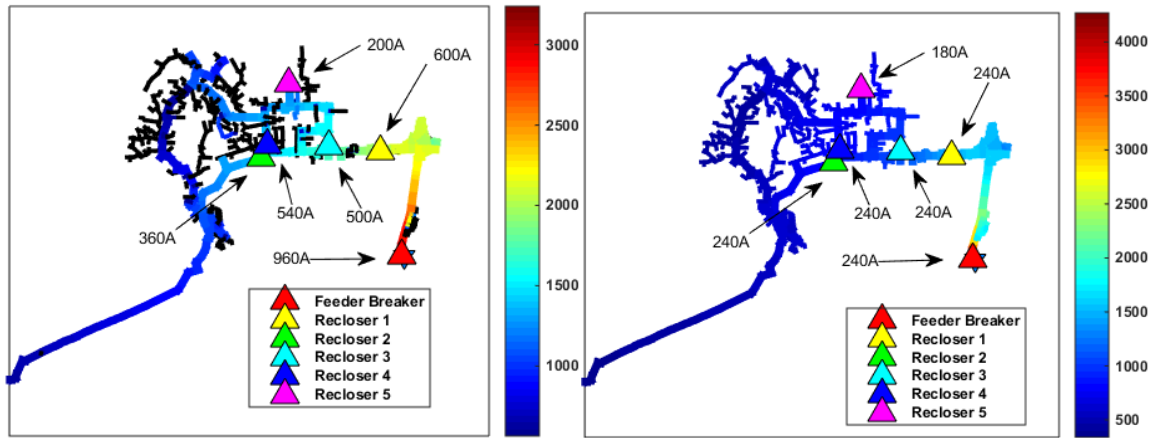 200A
600A
3000
2500
2000
1500
1000
540A
500A
360A
960A
Feeder Breaker
Recloser 1
Recloser 2
Recloser 3
Recloser 4
Recloser 5
180A
240A
4000
3500
3000
2500
2000
1500
1000
500
240A
240A
240A
240A
Feeder Breaker
Recloser 1
Recloser 2
Recloser 3
Recloser 4
Recloser 5